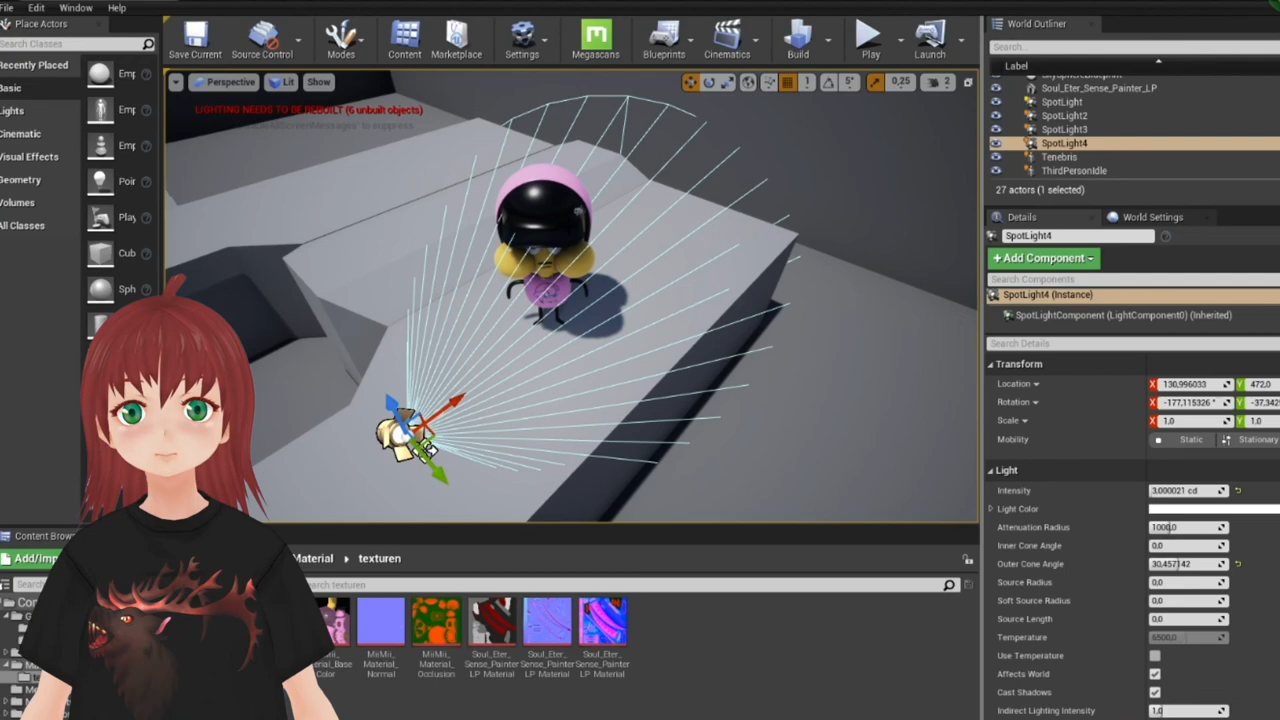 File Edit Window Help
Place Actors
Search Classes
Recently Placed
Basic
Lights
Cinematic
Visual Effects
Geometry
Volumes
All Classes
Emp
Emp
Emp
Poir
Play
Cub
Sph
Save Current
Source Control
Modes
Content
Marketplace
Settings
Megascans
Blueprints
Cinematics
Build
Play
Launch
Perspective
Lit
Show
1
5°
0,25
2
LIGHTING NEEDS TO BE REBUILT (6 unbuilt objects)
to suppress
World Outliner
Search...
Label
Soul_Eter_Sense_Painter_LP
SpotLight
SpotLight2
SpotLight3
SpotLight4
Tenebris
ThirdPersonIdle
27 actors (1 selected)
Details
World Settings
SpotLight4
+ Add Component
Search Components
SpotLight4 (Instance)
SpotLightComponent (LightComponent0) (Inherited)
Search Details
Transform
Location X 130,996033 Y 472,0
Rotation X -177,115326 ° Y -37,342
Scale X 1,0 Y 1,0
Mobility Static Stationary
Light
Intensity 3,000021 cd
Light Color
Attenuation Radius 1000,0
Inner Cone Angle 0,0
Outer Cone Angle 30,457142
Source Radius 0,0
Soft Source Radius 0,0
Source Length 0,0
Temperature 6500,0
Use Temperature
Affects World
Cast Shadows
Indirect Lighting Intensity 1,0
Content Brow
Add/Imp
Material texturen
search texturen
Color
MiiMii_
Material_
Normal
MiiMii_
Material_
Occlusion
Soul_Eter_
Sense_Painter
LP_Material
Soul_Eter_
Sense_Painter
LP_Material
Soul_Eter_
Sense_Painter
LP_Material